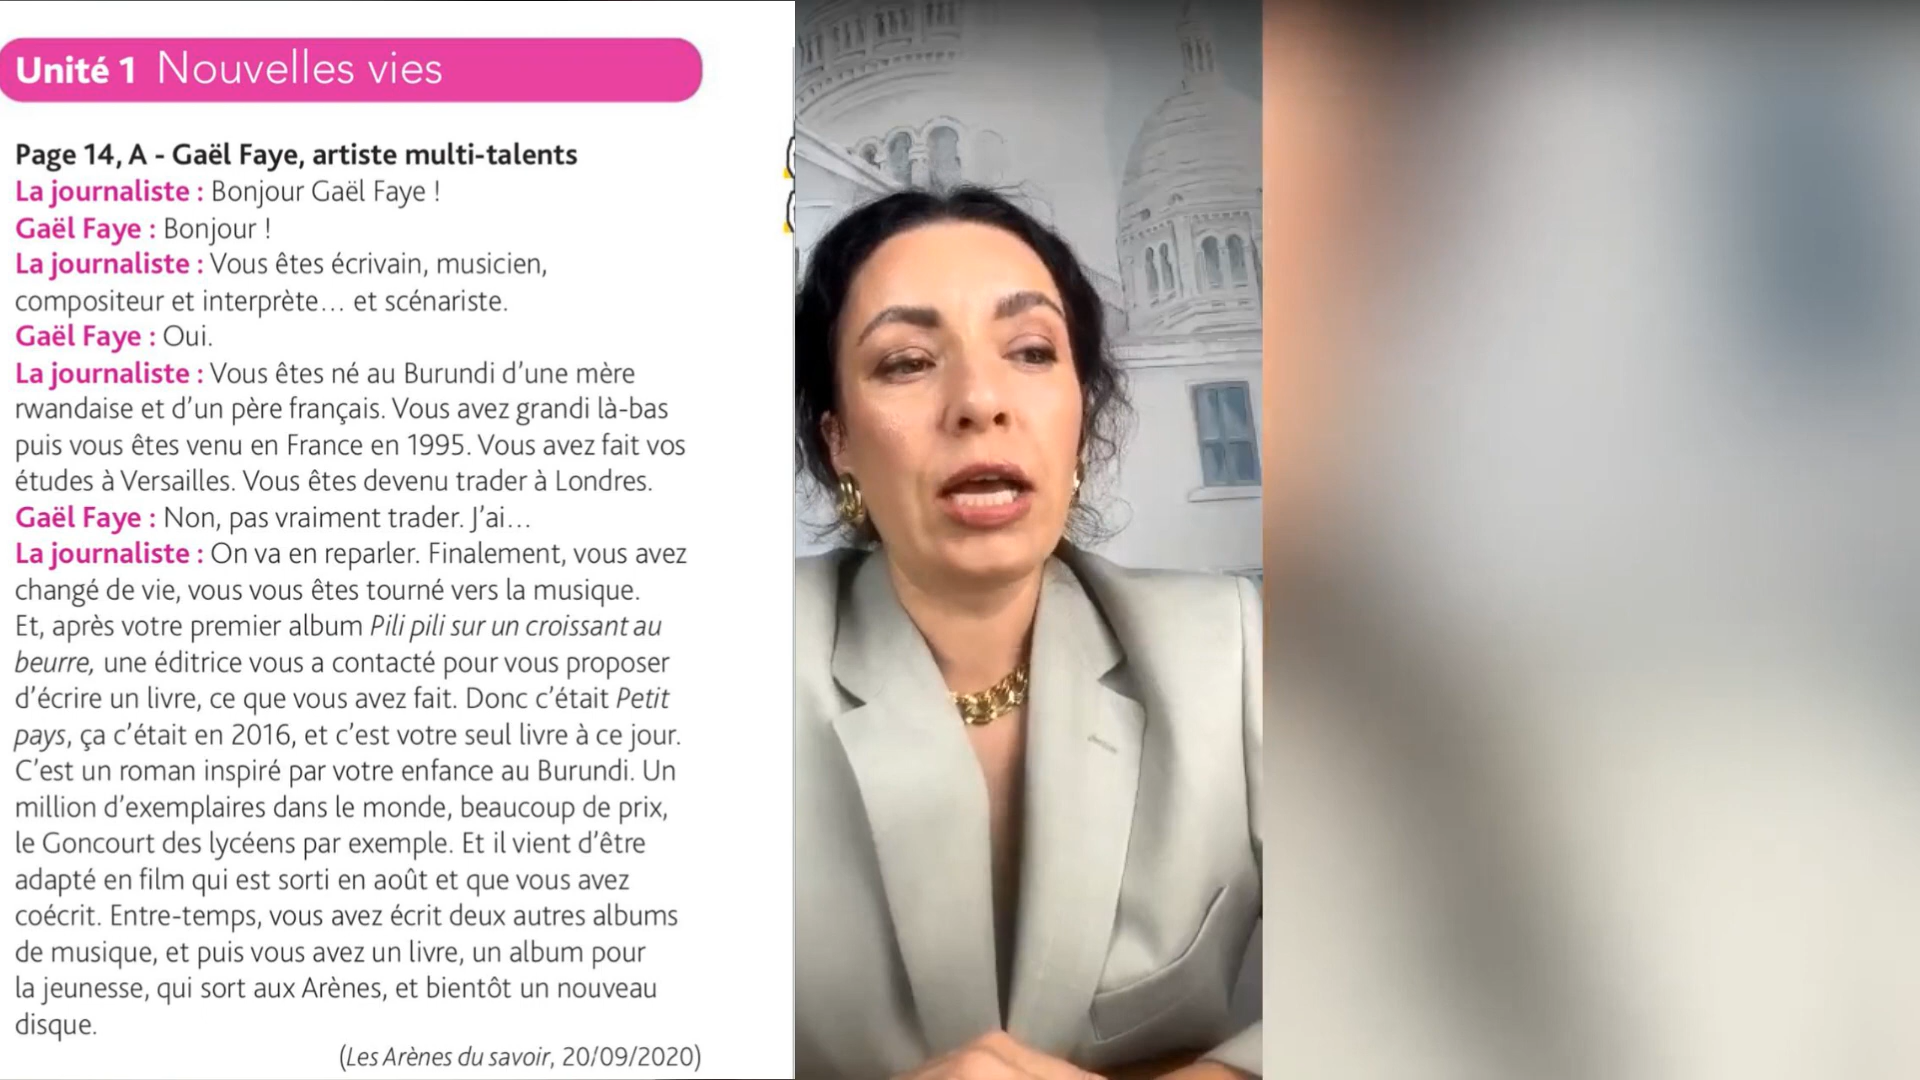 Unité 1 Nouvelles vies
Page 14, A - Gaël Faye, artiste multi-talents
La journaliste : Bonjour Gaël Faye !
Gaël Faye : Bonjour !
La journaliste : Vous êtes écrivain, musicien,
compositeur et interprète… et scénariste.
Gaël Faye : Oui.
La journaliste : Vous êtes né au Burundi d’une mère
rwandaise et d’un père français. Vous avez grandi là-bas
puis vous êtes venu en France en 1995. Vous avez fait vos
études à Versailles. Vous êtes devenu trader à Londres.
Gaël Faye : Non, pas vraiment trader. J’ai…
La journaliste : On va en reparler. Finalement, vous avez
changé de vie, vous vous êtes tourné vers la musique.
Et, après votre premier album Pili pili sur un croissant au
beurre, une éditrice vous a contacté pour vous proposer
d’écrire un livre, ce que vous avez fait. Donc c’était Petit
pays, ça c’était en 2016, et c’est votre seul livre à ce jour.
C’est un roman inspiré par votre enfance au Burundi. Un
million d’exemplaires dans le monde, beaucoup de prix,
le Goncourt des lycéens par exemple. Et il vient d’être
adapté en film qui est sorti en août et que vous avez
coécrit. Entre-temps, vous avez écrit deux autres albums
de musique, et puis vous avez un livre, un album pour
la jeunesse, qui sort aux Arènes, et bientôt un nouveau
disque.
(Les Arènes du savoir, 20/09/2020)